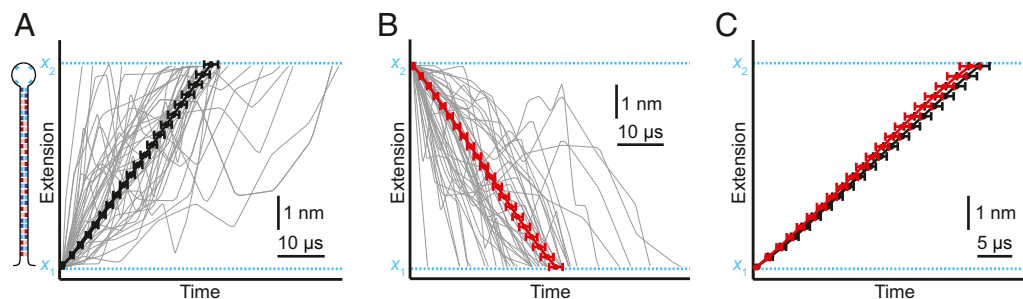 A
x2
Extension
x1
1 nm
10 µs
Time
B
x2
Extension
x1
1 nm
10 µs
Time
C
x2
Extension
x1
1 nm
5 µs
Time